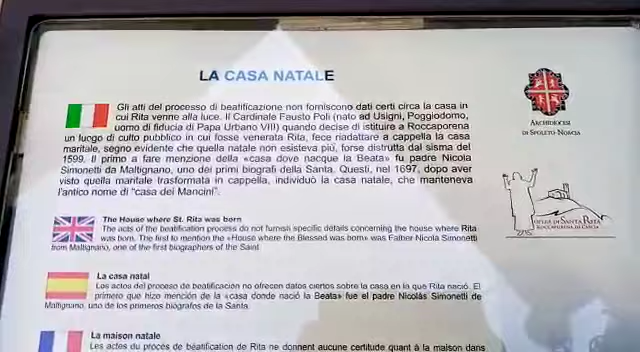 LA CASA NATALE
Gli atti del processo di beatificazione non forniscono dati certi circa la casa in
cui Rita venne alla luce. Il Cardinale Fausto Poli (nato ad Usigni, Poggiodomo,
uomo di fiducia di Papa Urbano VIII) quando decise di istituire a Roccaporena
un luogo di culto pubblico in cui fosse venerata Rita, fece riadattare a cappella la casa
maritale, segno evidente che quella natale non esisteva più, forse distrutta dal sisma del
1599. Il primo a fare menzione della «casa dove nacque la Beata» fu padre Nicola
Simonetti da Maltignano, uno dei primi biografi della Santa. Questi, nel 1697, dopo aver
visto quella maritale trasformata in cappella, individuò la casa natale, che manteneva
l'antico nome di "casa dei Mancini".
The House where St. Rita was born
The acts of the beatification process do not furnish specific details concerning the house where Rita
was born. The first to mention the «House where the Blessed was born» was Father Nicola Simonetti
from Maltignano, one of the first biographers of the Saint
La casa natal
Los actos del proceso de beatificación no ofrecen datos ciertos sobre la casa en la que Rita nació. El
primero que hizo mención de la «casa donde nació la Beata» fue el padre Nicolás Simonetti de
Maltignano, uno de los primeros biógrafos de la Santa.
La maison natale
Les actes du procès de béatification de Rita ne donnent aucune certitude quant à la maison dans
ARCHIDIOCESI
DI SPOLETO-NORCIA
OPERA DI SANTA RITA
ROCCAPORENA DI CASCIA